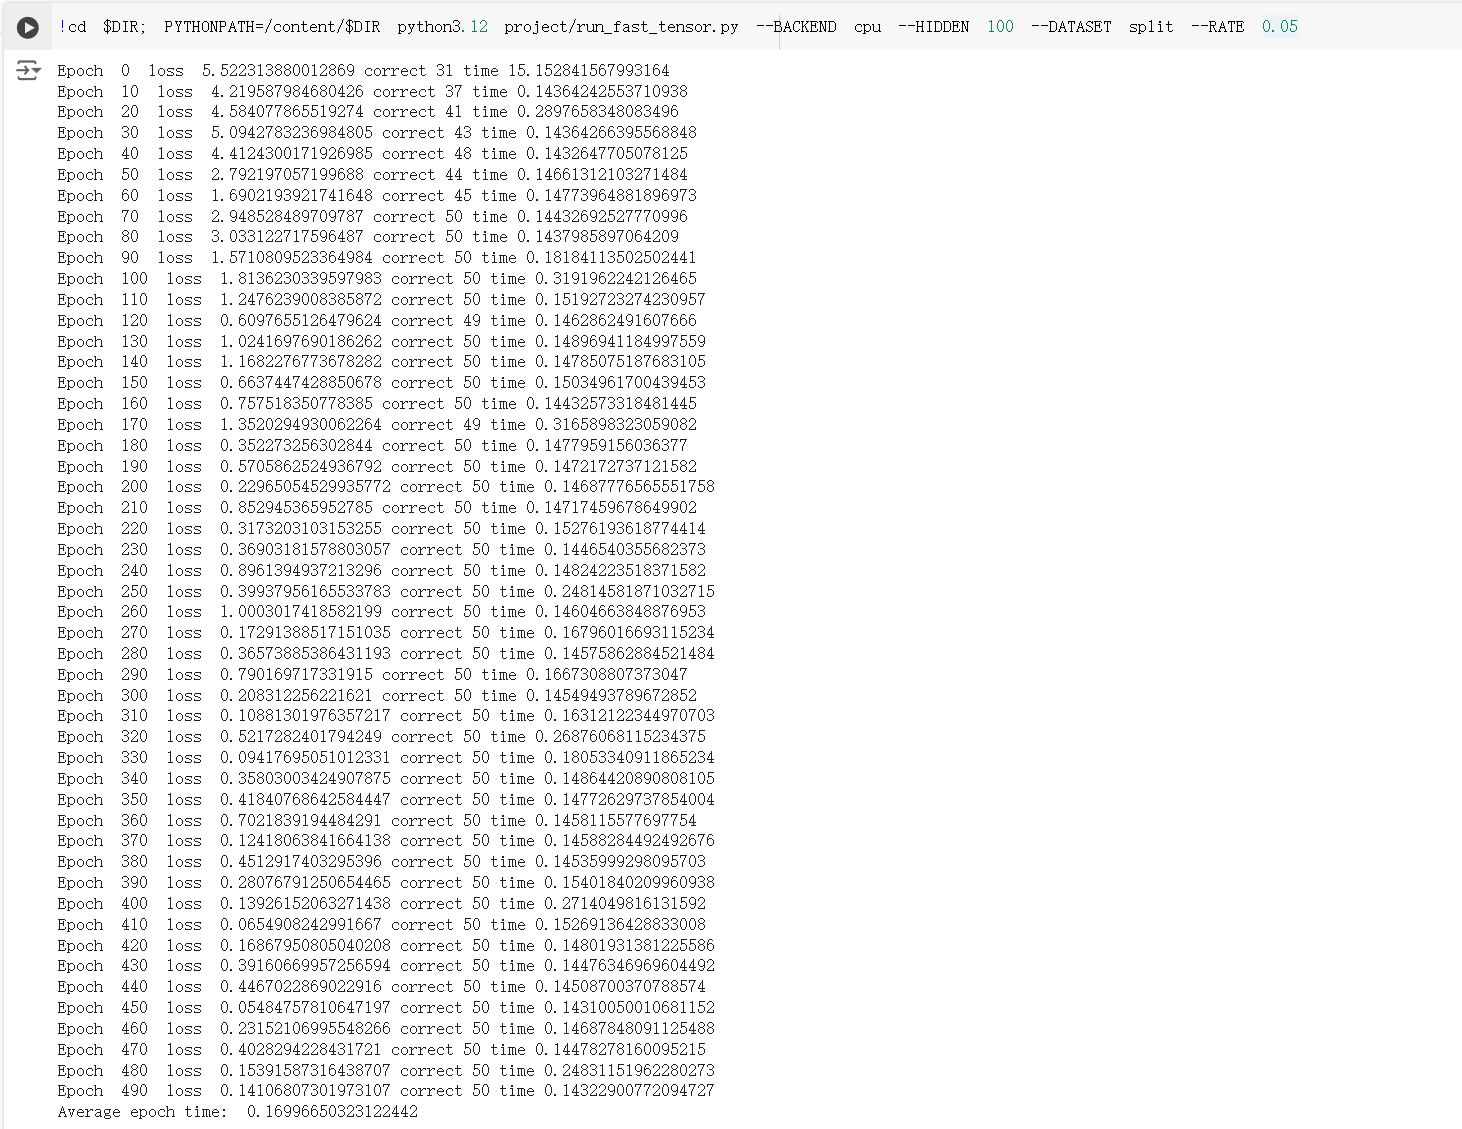 !cd $DIR; PYTHONPATH=/content/$DIR python3.12 project/run_fast_tensor.py --BACKEND cpu --HIDDEN 100 --DATASET split --RATE 0.05
Epoch 0 loss 5.522313880012869 correct 31 time 15.152841567993164
Epoch 10 loss 4.219587984680426 correct 37 time 0.14364242553710938
Epoch 20 loss 4.584077865519274 correct 41 time 0.2897658348083496
Epoch 30 loss 5.0942783236984805 correct 43 time 0.14364266395568848
Epoch 40 loss 4.4124300171926985 correct 48 time 0.1432647705078125
Epoch 50 loss 2.792197057199688 correct 44 time 0.14661312103271484
Epoch 60 loss 1.6902193921741648 correct 45 time 0.14773964881896973
Epoch 70 loss 2.948528489709787 correct 50 time 0.14432692527770996
Epoch 80 loss 3.033122717596487 correct 50 time 0.1437985897064209
Epoch 90 loss 1.5710809523364984 correct 50 time 0.18184113502502441
Epoch 100 loss 1.8136230339597983 correct 50 time 0.3191962242126465
Epoch 110 loss 1.2476239008385872 correct 50 time 0.15192723274230957
Epoch 120 loss 0.6097655126479624 correct 49 time 0.1462862491607666
Epoch 130 loss 1.0241697690186262 correct 50 time 0.14896941184997559
Epoch 140 loss 1.1682276773678282 correct 50 time 0.14785075187683105
Epoch 150 loss 0.6637447428850678 correct 50 time 0.15034961700439453
Epoch 160 loss 0.757518350778385 correct 50 time 0.14432573318481445
Epoch 170 loss 1.3520294930062264 correct 49 time 0.3165898323059082
Epoch 180 loss 0.352273256302844 correct 50 time 0.1477959156036377
Epoch 190 loss 0.5705862524936792 correct 50 time 0.1472172737121582
Epoch 200 loss 0.22965054529935772 correct 50 time 0.14687776565551758
Epoch 210 loss 0.852945365952785 correct 50 time 0.14717459678649902
Epoch 220 loss 0.3173203103153255 correct 50 time 0.15276193618774414
Epoch 230 loss 0.36903181578803057 correct 50 time 0.1446540355682373
Epoch 240 loss 0.8961394937213296 correct 50 time 0.14824223518371582
Epoch 250 loss 0.39937956165533783 correct 50 time 0.24814581871032715
Epoch 260 loss 1.0003017418582199 correct 50 time 0.14604663848876953
Epoch 270 loss 0.17291388517151035 correct 50 time 0.16796016693115234
Epoch 280 loss 0.36573885386431193 correct 50 time 0.14575862884521484
Epoch 290 loss 0.790169717331915 correct 50 time 0.1667308807373047
Epoch 300 loss 0.208312256221621 correct 50 time 0.14549493789672852
Epoch 310 loss 0.10881301976357217 correct 50 time 0.16312122344970703
Epoch 320 loss 0.5217282401794249 correct 50 time 0.26876068115234375
Epoch 330 loss 0.09417695051012331 correct 50 time 0.18053340911865234
Epoch 340 loss 0.35803003424907875 correct 50 time 0.14864420890808105
Epoch 350 loss 0.41840768642584447 correct 50 time 0.14772629737854004
Epoch 360 loss 0.7021839194484291 correct 50 time 0.1458115577697754
Epoch 370 loss 0.12418063841664138 correct 50 time 0.14588284492492676
Epoch 380 loss 0.4512917403295396 correct 50 time 0.14535999298095703
Epoch 390 loss 0.28076791250654465 correct 50 time 0.15401840209960938
Epoch 400 loss 0.13926152063271438 correct 50 time 0.2714049816131592
Epoch 410 loss 0.0654908242991667 correct 50 time 0.15269136428833008
Epoch 420 loss 0.16867950805040208 correct 50 time 0.14801931381225586
Epoch 430 loss 0.39160669957256594 correct 50 time 0.14476346969604492
Epoch 440 loss 0.4467022869022916 correct 50 time 0.14508700370788574
Epoch 450 loss 0.05484757810647197 correct 50 time 0.14310050010681152
Epoch 460 loss 0.23152106995548266 correct 50 time 0.14687848091125488
Epoch 470 loss 0.4028294228431721 correct 50 time 0.14478278160095215
Epoch 480 loss 0.15391587316438707 correct 50 time 0.24831151962280273
Epoch 490 loss 0.14106807301973107 correct 50 time 0.14322900772094727
Average epoch time: 0.16996650323122442